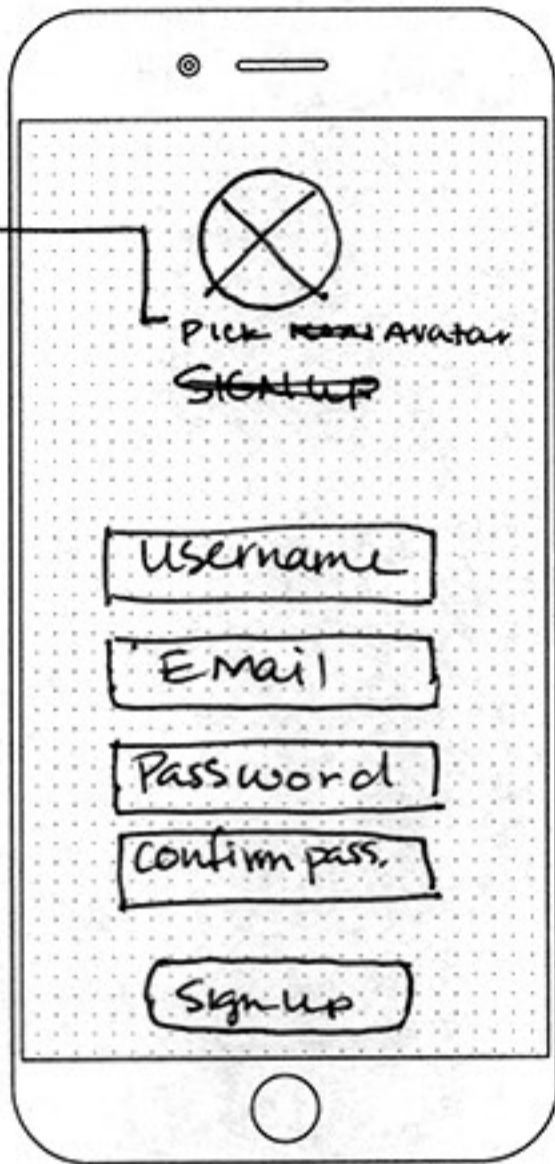 Pick Avatar
SIGN UP
Username
Email
Password
confirm pass.
Sign up